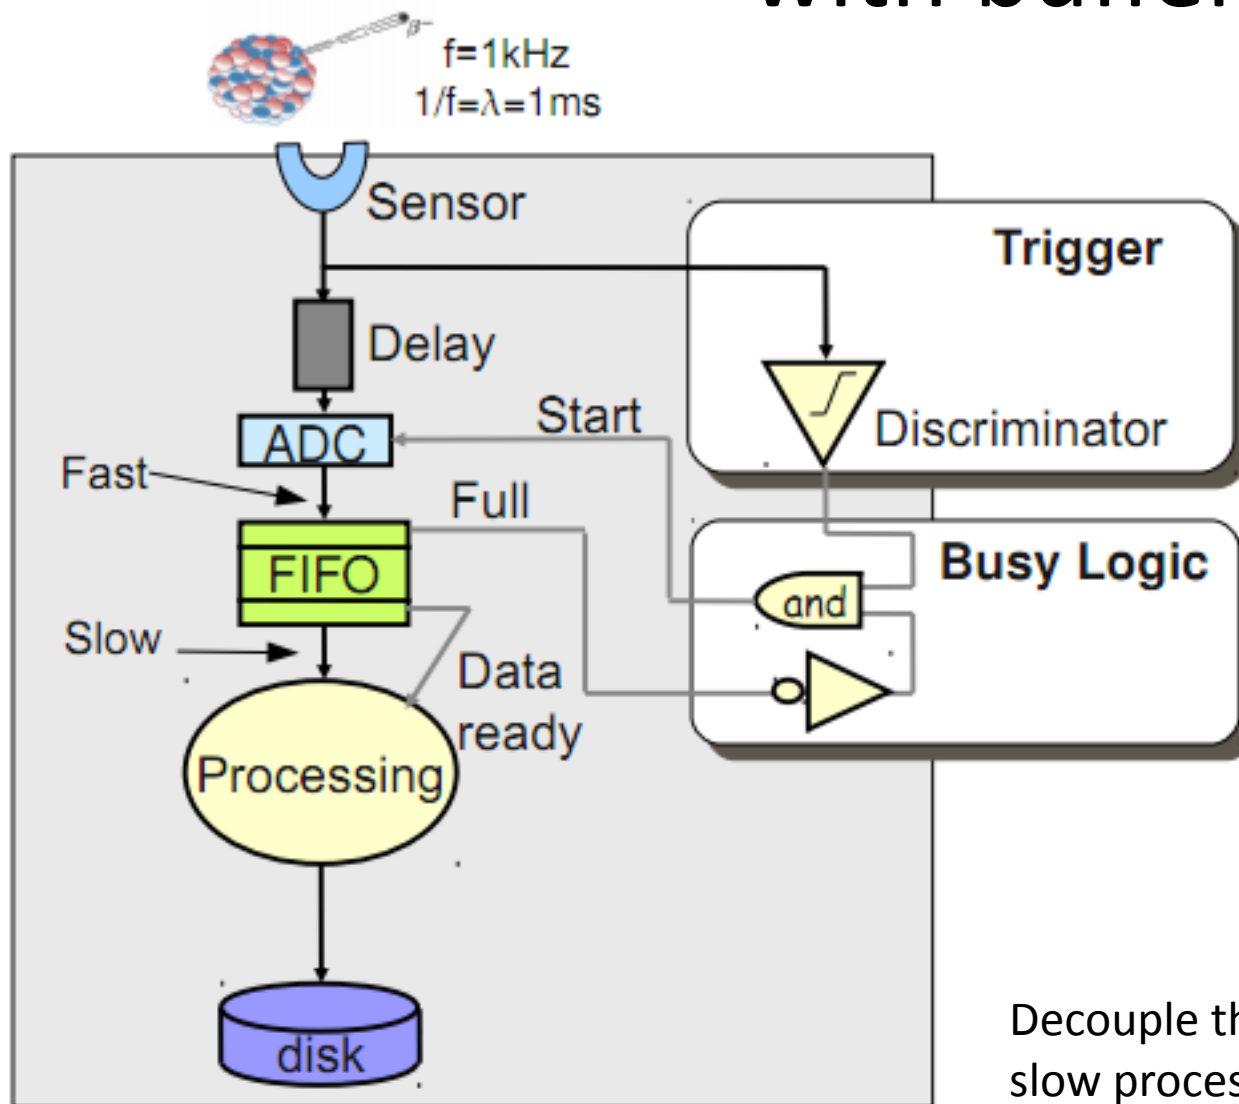 β-
f=1kHz
1/f=λ=1ms
Sensor
Trigger
Delay
Discriminator
Start
ADC
Fast
Full
FIFO
Busy Logic
and
Slow
Data
ready
Processing
disk
Decouple th
slow proces